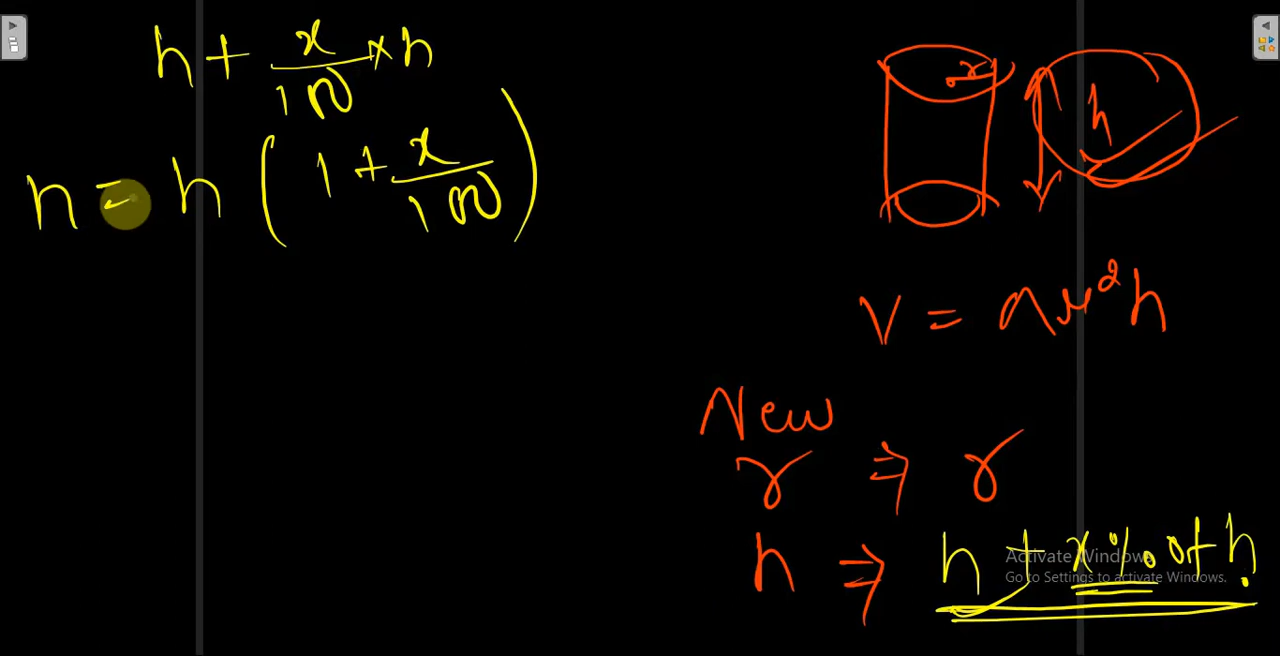 h + x/100 × h
h = h ( 1 + x/100 )
r
h
V = πr²h
New
r ⇒ r
h ⇒ h + x% of h.
Activate Windows
Go to Settings to activate Windows.